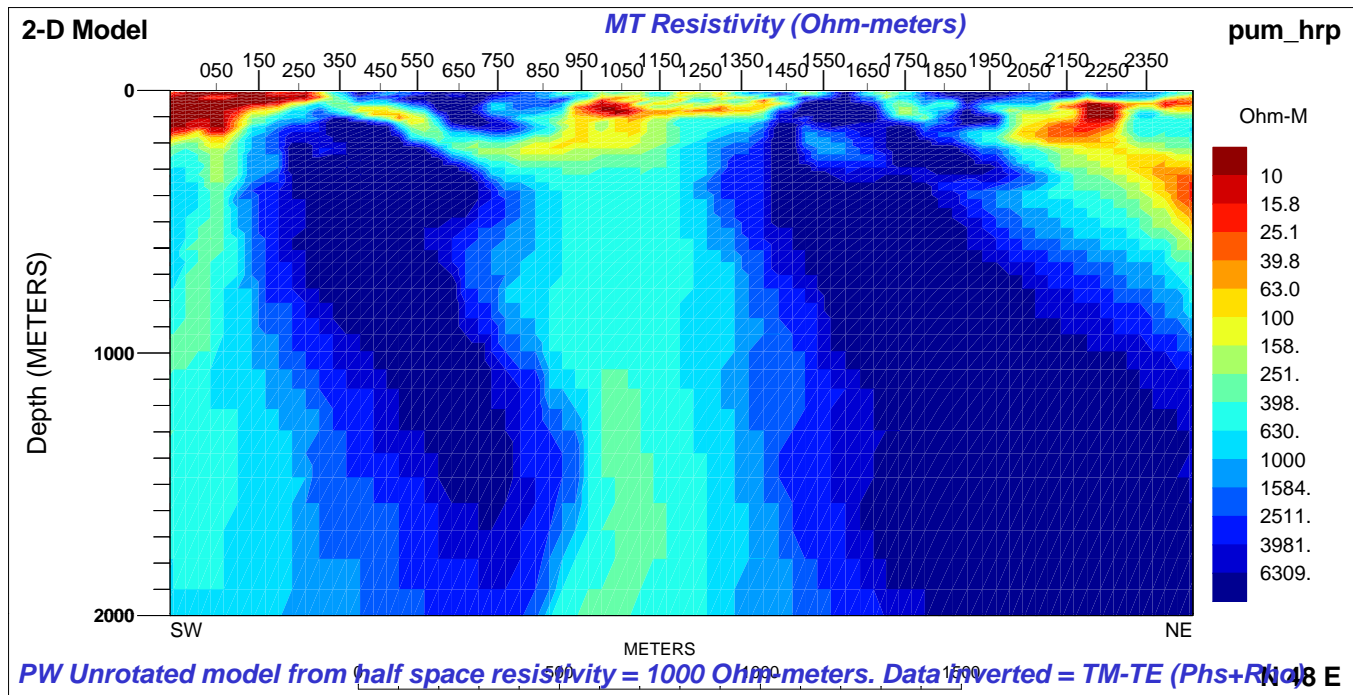 2-D Model
MT Resistivity (Ohm-meters)
pum_hrp
050 150 250 350 450 550 650 750 850 950 1050 1150 1250 1350 1450 1550 1650 1750 1850 1950 2050 2150 2250 2350
0
1000
2000
Depth (METERS)
Ohm-M
10
15.8
25.1
39.8
63.0
100
158.
251.
398.
630.
1000
1584.
2511.
3981.
6309.
SW
NE
METERS
0 500 1000 1500
PW Unrotated model from half space resistivity = 1000 Ohm-meters. Data inverted = TM-TE (Phs+Rho)
N 48 E